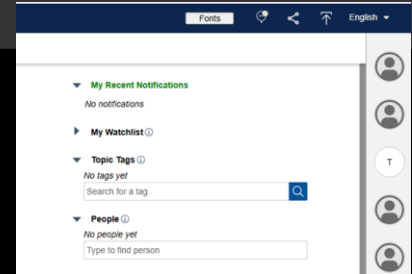 Fonts
English
My Recent Notifications
No notifications
My Watchlist
Topic Tags
No tags yet
Search for a tag
People
No people yet
Type to find person
T